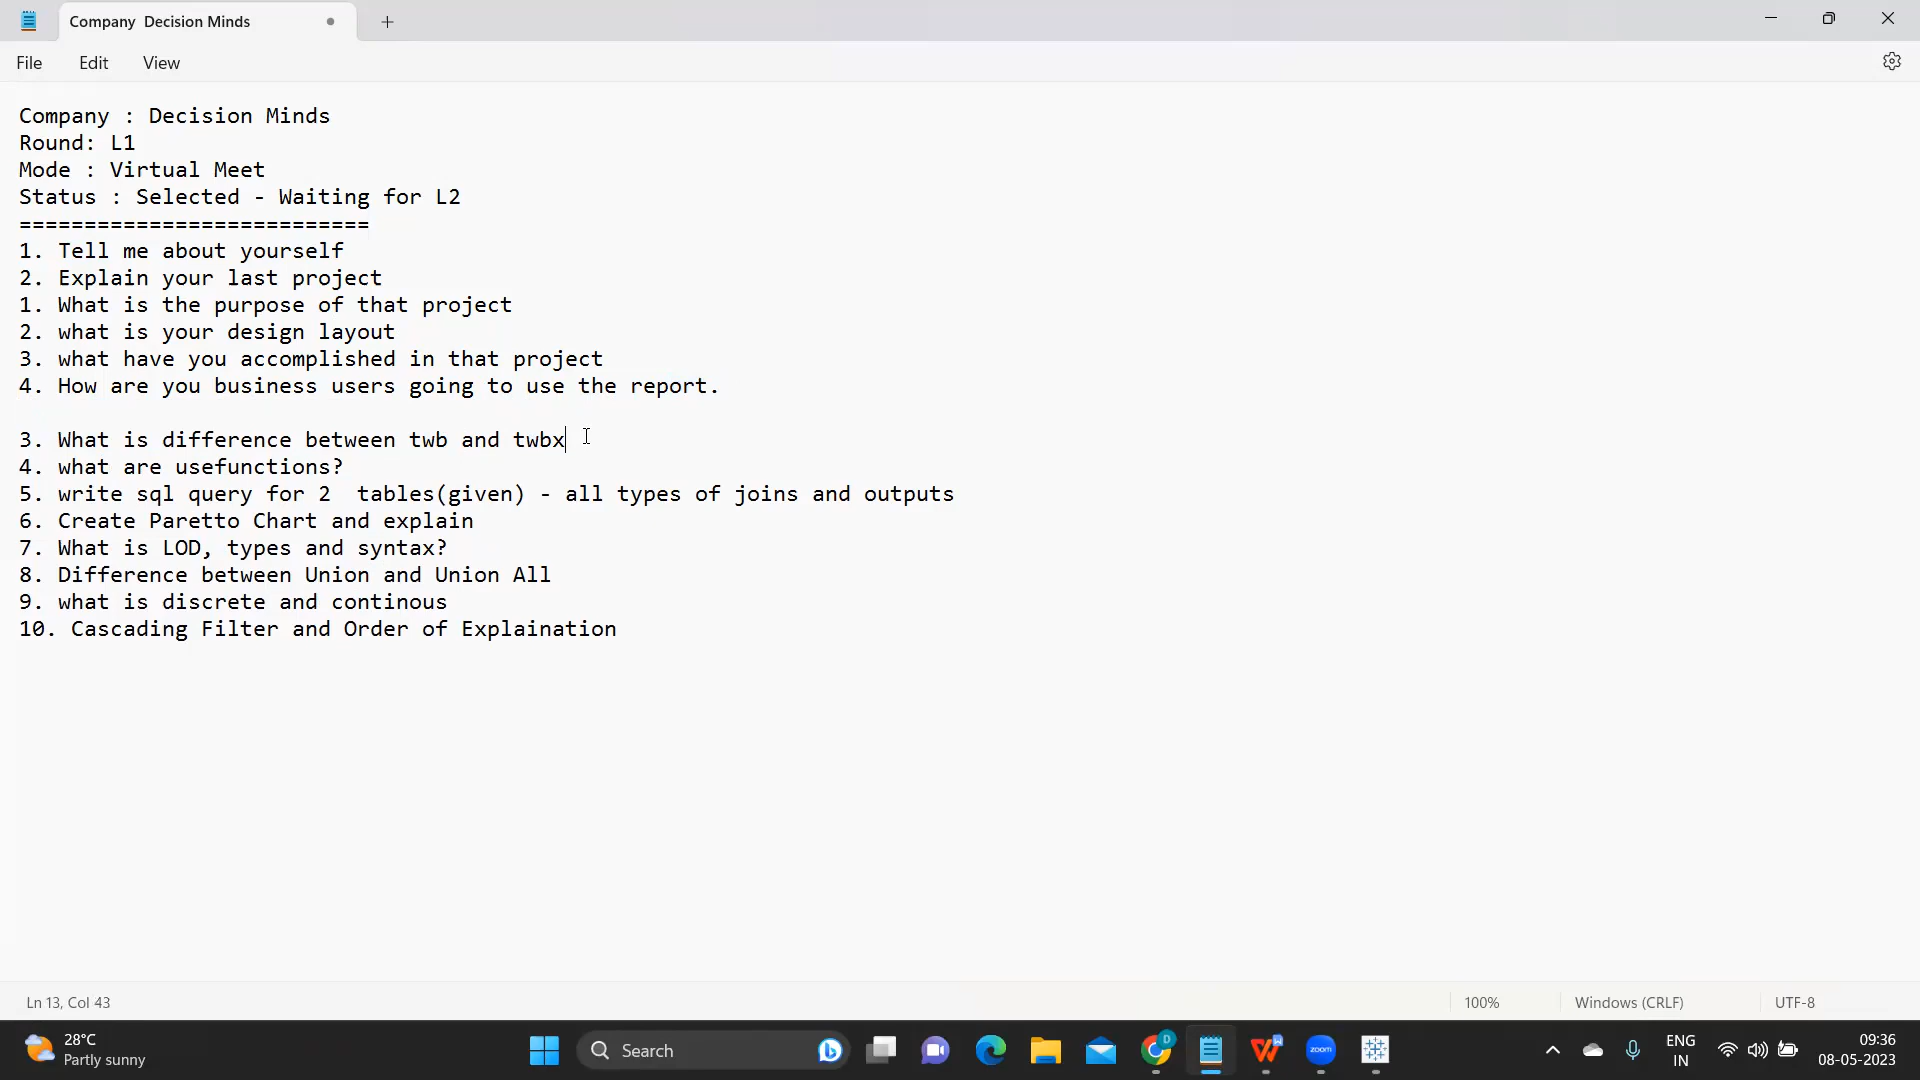 Company  Decision Minds
File
Edit
View
Company : Decision Minds
Round: L1
Mode : Virtual Meet
Status : Selected - Waiting for L2
===========================
1. Tell me about yourself
2. Explain your last project
1. What is the purpose of that project
2. what is your design layout
3. what have you accomplished in that project
4. How are you business users going to use the report.
3. What is difference between twb and twbx
4. what are usefunctions?
5. write sql query for 2  tables(given) - all types of joins and outputs
6. Create Paretto Chart and explain
7. What is LOD, types and syntax?
8. Difference between Union and Union All
9. what is discrete and continous
10. Cascading Filter and Order of Explaination
Ln 13, Col 43
100%
Windows (CRLF)
UTF-8
28°C
Partly sunny
Search
D
W
zoom
ENG
IN
09:36
08-05-2023